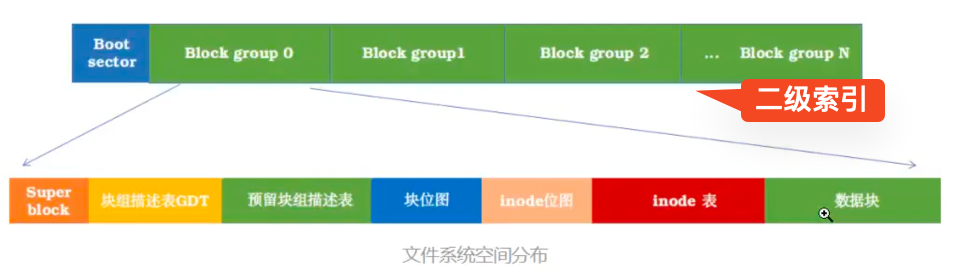 Boot sector
Block group 0
Block group1
Block group 2
... Block group N
二级索引
Super block
块组描述表GDT
预留块组描述表
块位图
inode位图
inode 表
数据块
文件系统空间分布